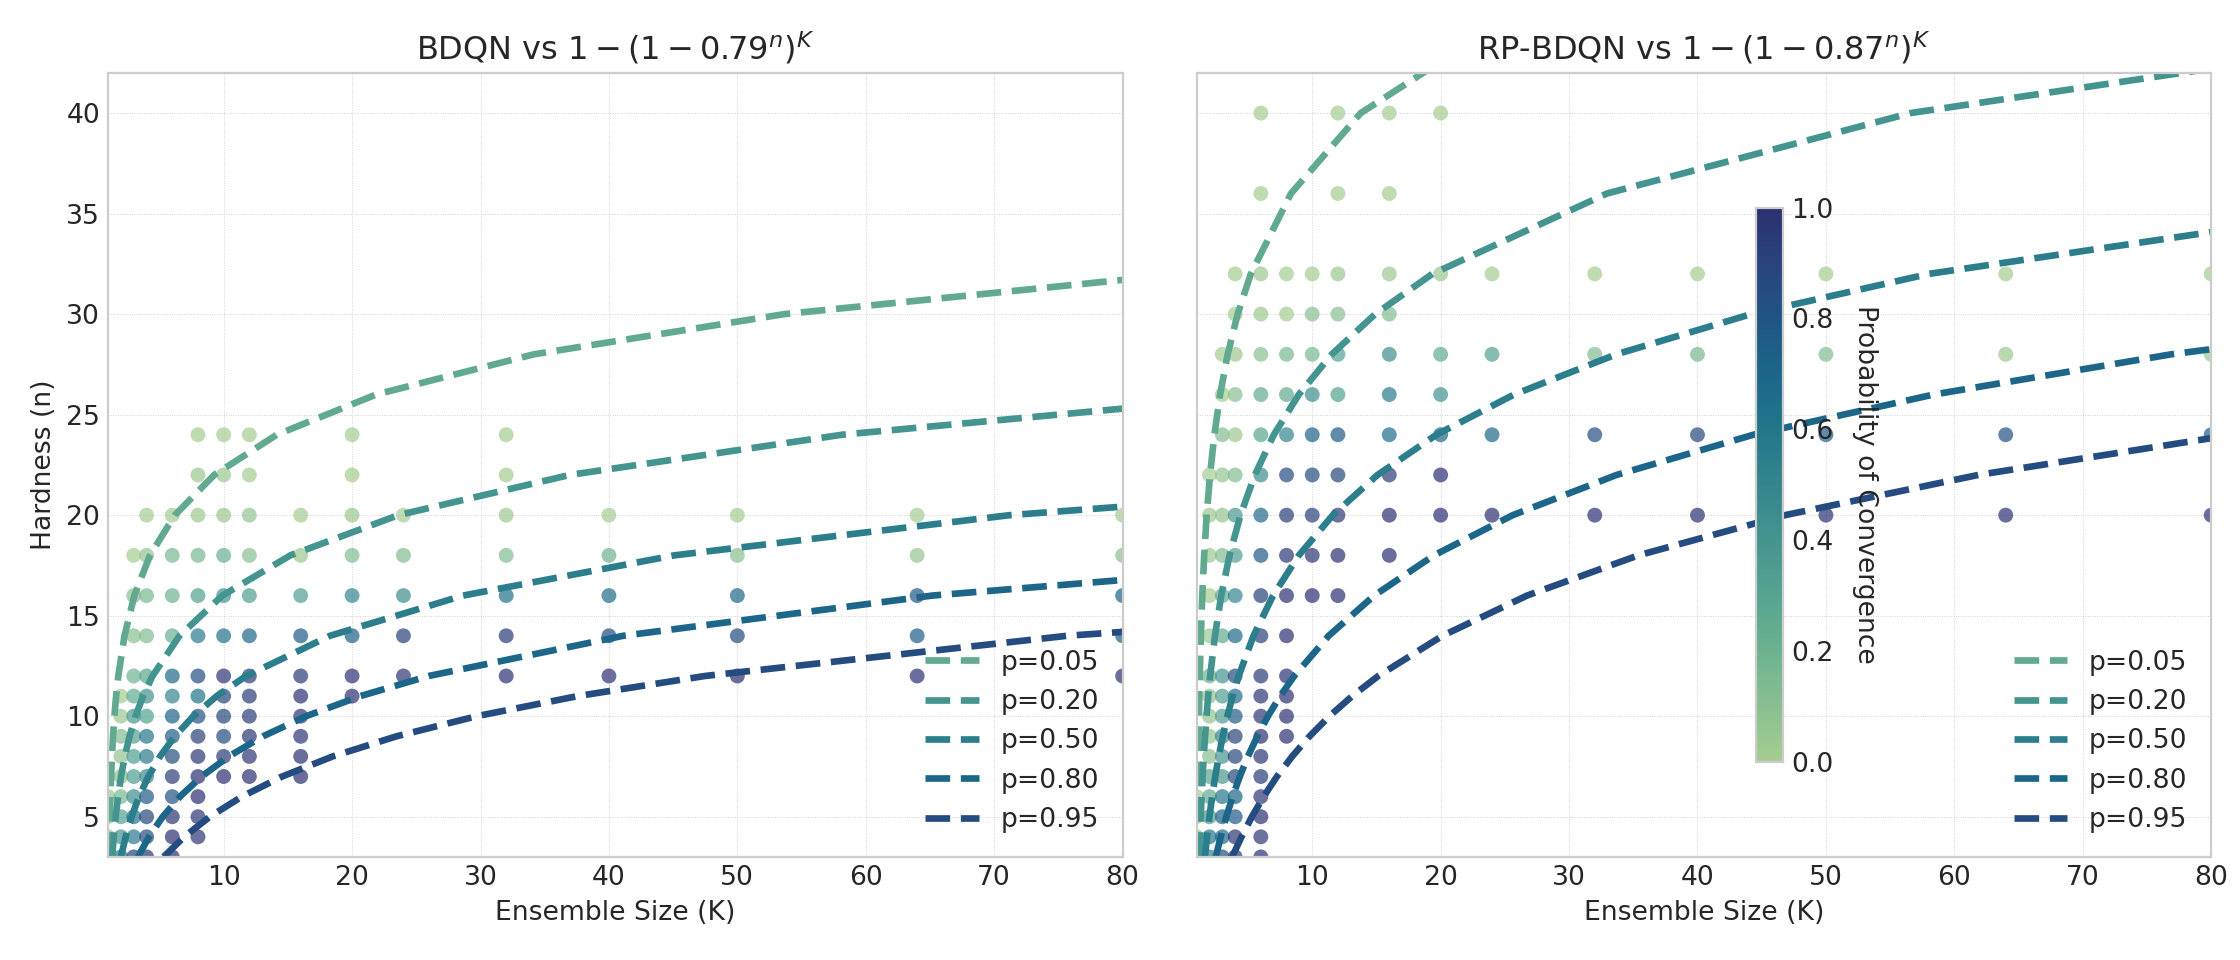 BDQN vs $1-(1-0.79^n)^K$
RP-BDQN vs $1-(1-0.87^n)^K$
Hardness (n)
40
35
30
25
20
15
10
5
10 20 30 40 50 60 70 80
Ensemble Size (K)
p=0.05
p=0.20
p=0.50
p=0.80
p=0.95
10 20 30 40 50 60 70 80
Ensemble Size (K)
1.0
0.8
0.6
0.4
0.2
0.0
Probability of Convergence
p=0.05
p=0.20
p=0.50
p=0.80
p=0.95